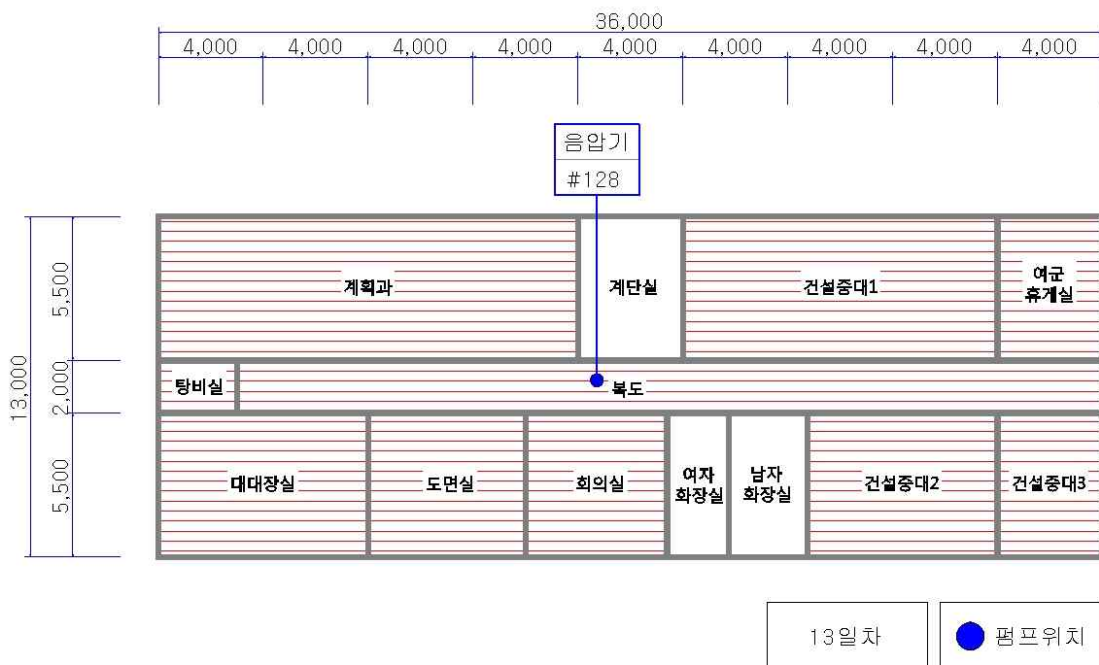 36,000
4,000 4,000 4,000 4,000 4,000 4,000 4,000 4,000 4,000
음압기
#128
13,000
5,500
2,000
5,500
계획과 계단실 건설중대1 여군
휴게실
탕비실 복도
대대장실 도면실 회의실 여자
화장실 남자
화장실 건설중대2 건설중대3
13일차 펌프위치